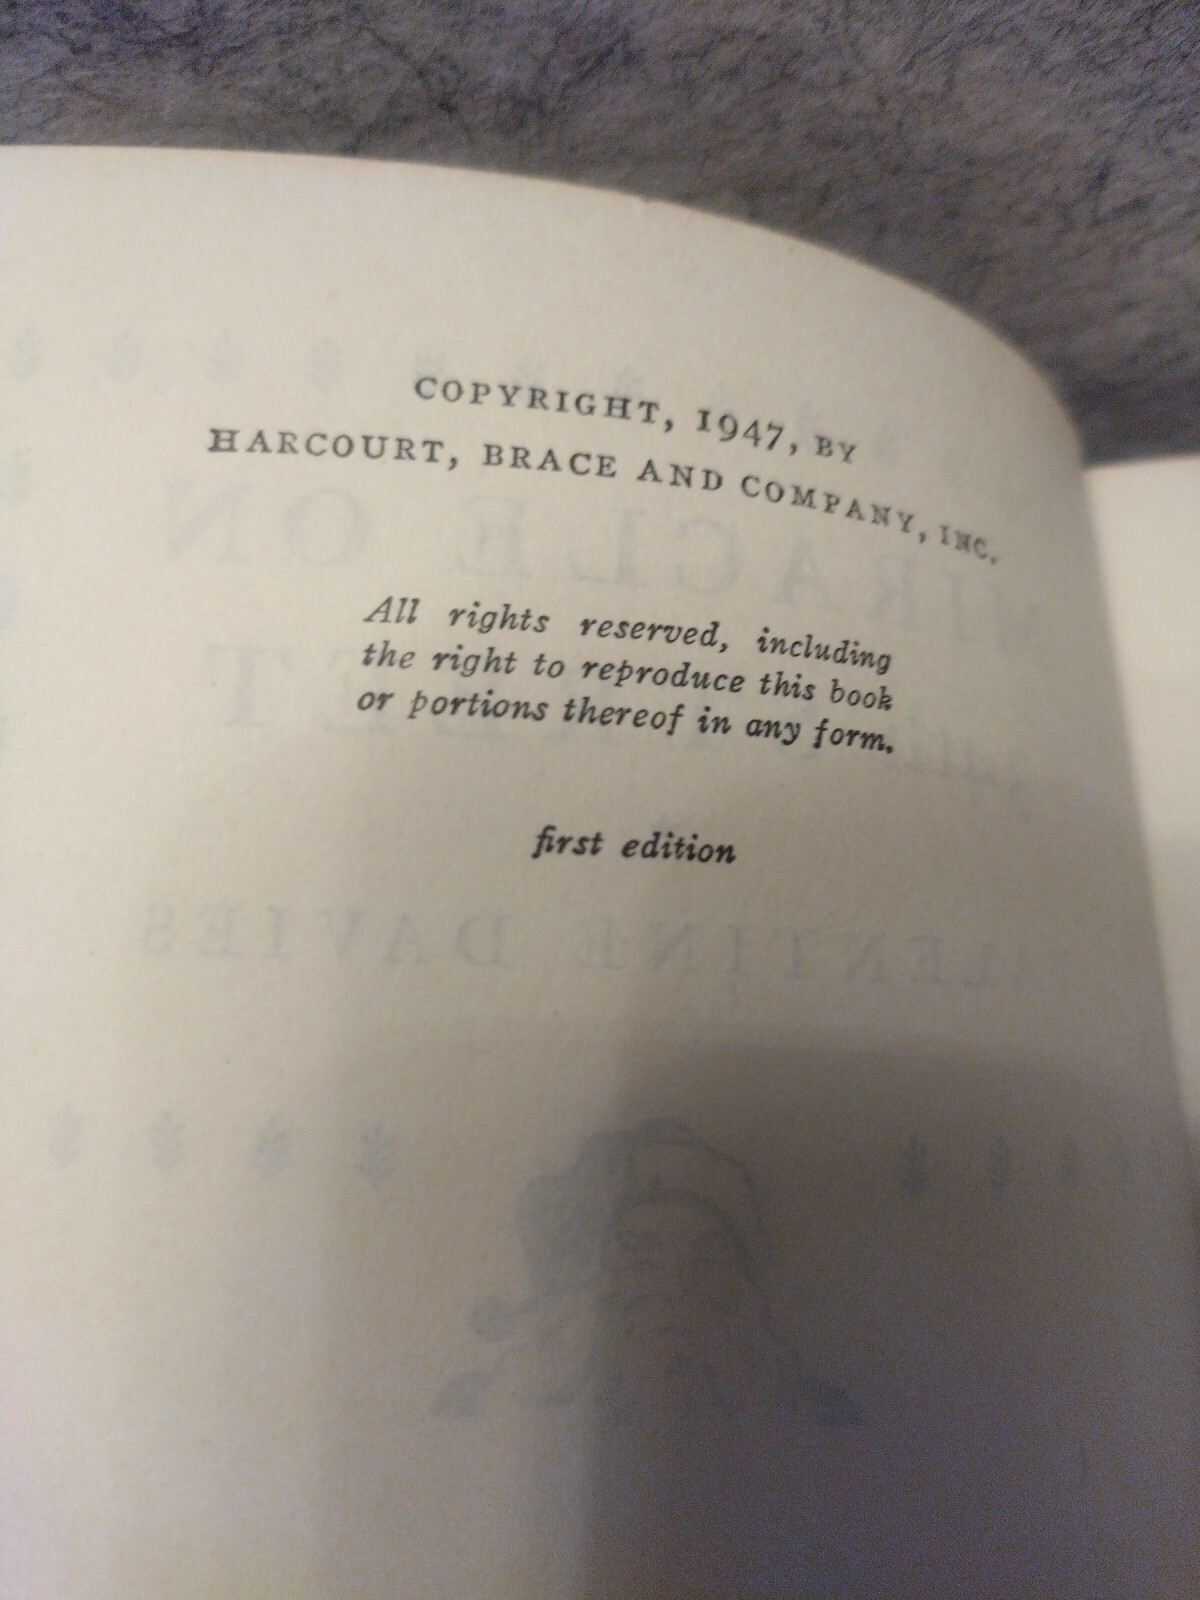 COPYRIGHT, 1947, BY
HARCOURT, BRACE AND COMPANY, INC.
All rights reserved, including
the right to reproduce this book
or portions thereof in any form.
first edition